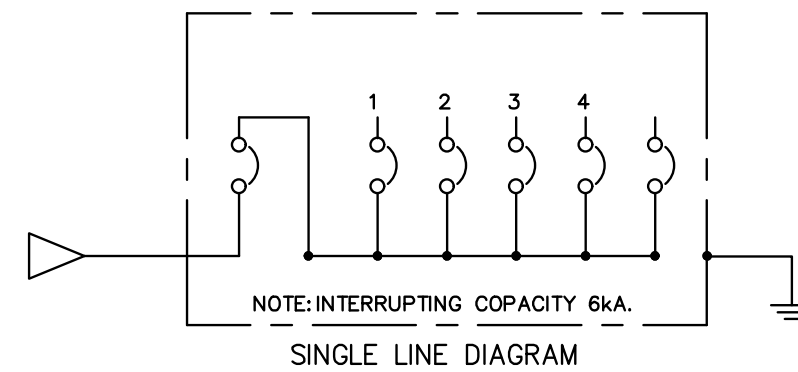 1 2 3 4
NOTE: INTERRUPTING COPACITY 6kA.
SINGLE LINE DIAGRAM